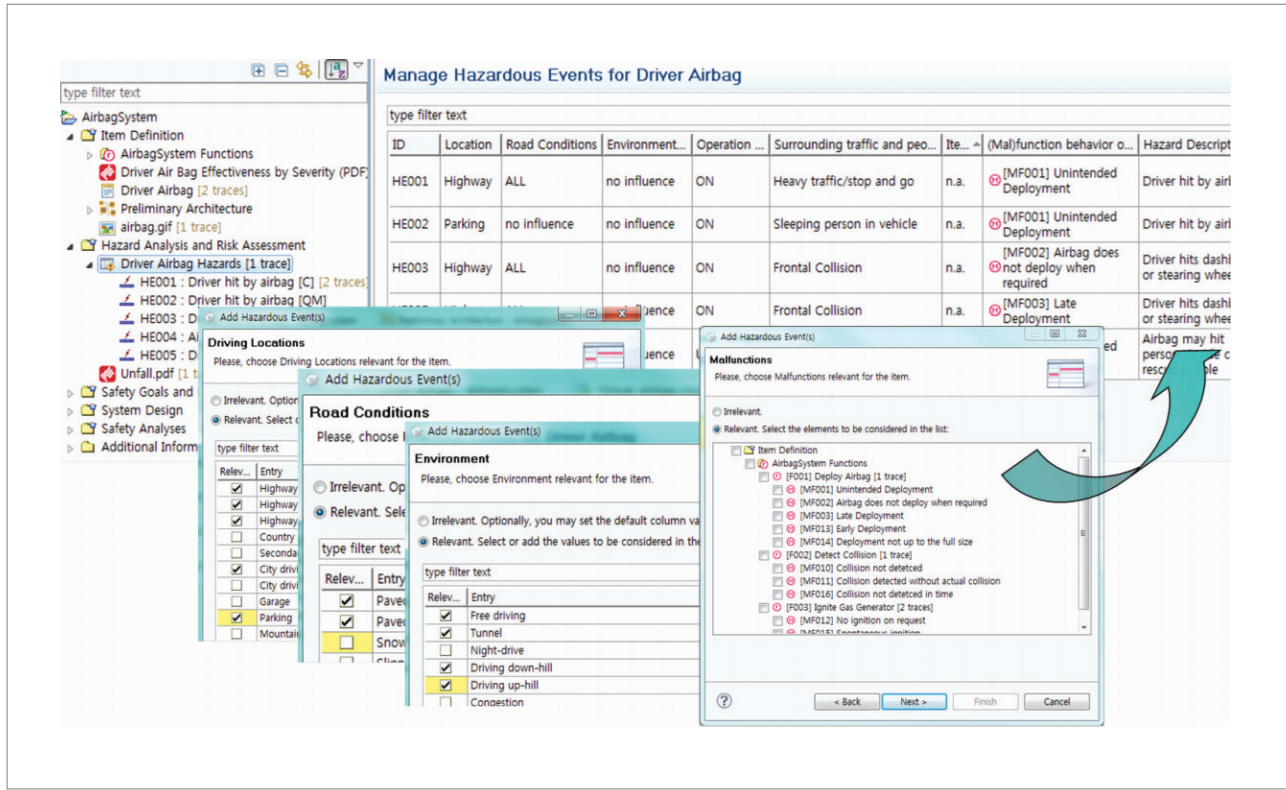 type filter text
AirbagSystem
Item Definition
AirbagSystem Functions
Driver Air Bag Effectiveness by Severity (PDF)
Driver Airbag [2 traces]
Preliminary Architecture
airbag.gif [1 trace]
Hazard Analysis and Risk Assessment
Driver Airbag Hazards [1 trace]
HE001 : Driver hit by airbag [C] [2 traces]
HE002 : Driver hit by airbag [QM]
HE003 : D
HE004 : Ai
HE005 : D
Unfall.pdf [1 t
Safety Goals and
System Design
Safety Analyses
Additional Inform
Manage Hazardous Events for Driver Airbag
type filter text
ID Location Road Conditions Environment... Operation ... Surrounding traffic and peo... Ite... (Mal)function behavior o... Hazard Descript
HE001 Highway ALL no influence ON Heavy traffic/stop and go n.a. [MF001] Unintended Deployment Driver hit by airl
HE002 Parking no influence no influence ON Sleeping person in vehicle n.a. [MF001] Unintended Deployment Driver hit by airl
HE003 Highway ALL no influence ON Frontal Collision n.a. [MF002] Airbag does not deploy when required Driver hits dashl or stearing whee
ON Frontal Collision n.a. [MF003] Late Deployment Driver hits dashl or stearing whee
Airbag may hit
Add Hazardous Event(s)
Driving Locations
Please, choose Driving Locations relevant for the item.
Irrelevant. Option
Relevant. Select o
type filter text
Relev... Entry
Highway
Highway
Highway
Country
Seconda
City drivi
City drivi
Garage
Parking
Mountai
Add Hazardous Event(s)
Road Conditions
Please, choose
Irrelevant. Op
Relevant. Sele
type filter text
Relev... Entry
Paved
Paved
Snow
Add Hazardous Event(s)
Environment
Please, choose Environment relevant for the item.
Irrelevant. Optionally, you may set the default column va
Relevant. Select or add the values to be considered in the
type filter text
Relev... Entry
Free driving
Tunnel
Night-drive
Driving down-hill
Driving up-hill
Congestion
Add Hazardous Event(s)
Malfunctions
Please, choose Malfunctions relevant for the item.
Irrelevant.
Relevant. Select the elements to be considered in the list:
Item Definition
AirbagSystem Functions
[F001] Deploy Airbag [1 trace]
[MF001] Unintended Deployment
[MF002] Airbag does not deploy when required
[MF003] Late Deployment
[MF013] Early Deployment
[MF014] Deployment not up to the full size
[F002] Detect Collision [1 trace]
[MF010] Collision not detetced
[MF011] Collision detected without actual collision
[MF016] Collision not detetced in time
[F003] Ignite Gas Generator [2 traces]
[MF012] No ignition on request
[MF015] Spontaneous ignition
< Back Next > Finish Cancel